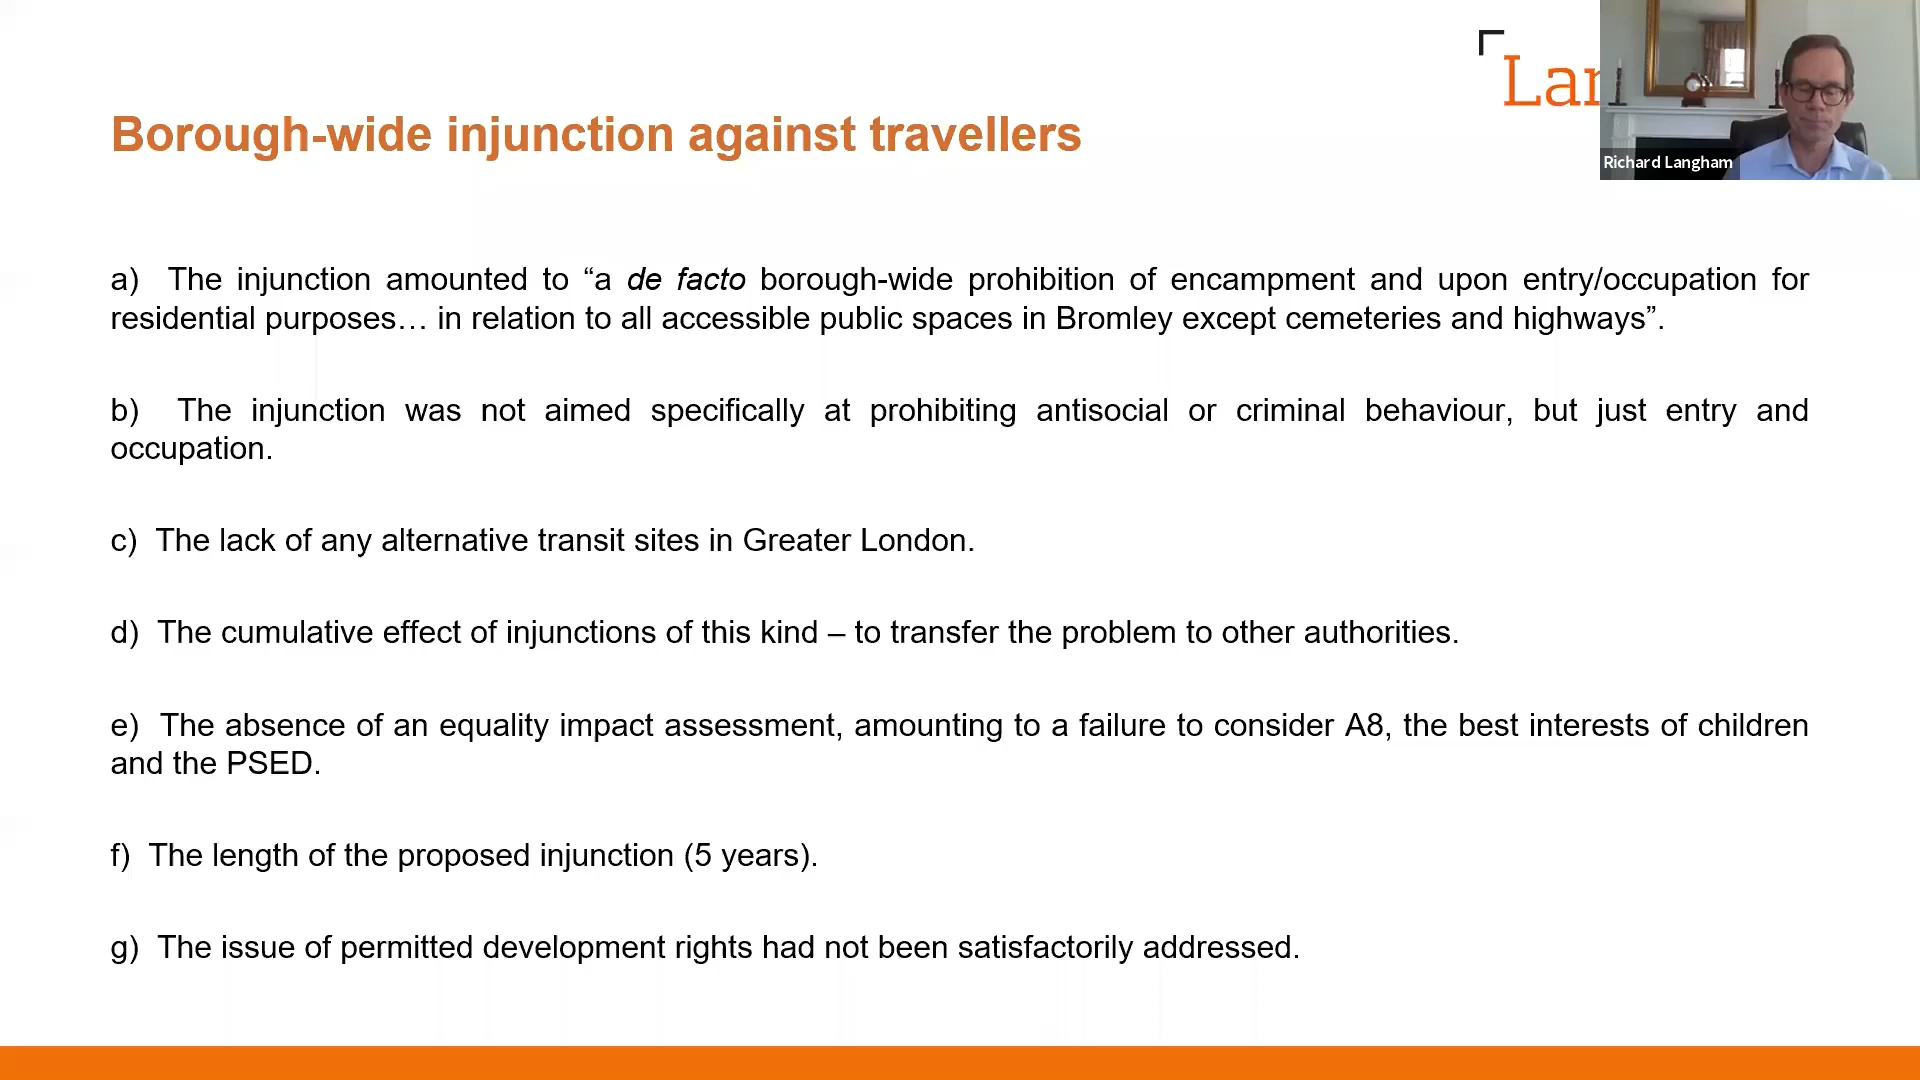 Borough-wide injunction against travellers
Richard Langham
a) The injunction amounted to “a de facto borough-wide prohibition of encampment and upon entry/occupation for
residential purposes… in relation to all accessible public spaces in Bromley except cemeteries and highways”.
b) The injunction was not aimed specifically at prohibiting antisocial or criminal behaviour, but just entry and
occupation.
c) The lack of any alternative transit sites in Greater London.
d) The cumulative effect of injunctions of this kind – to transfer the problem to other authorities.
e) The absence of an equality impact assessment, amounting to a failure to consider A8, the best interests of children
and the PSED.
f) The length of the proposed injunction (5 years).
g) The issue of permitted development rights had not been satisfactorily addressed.